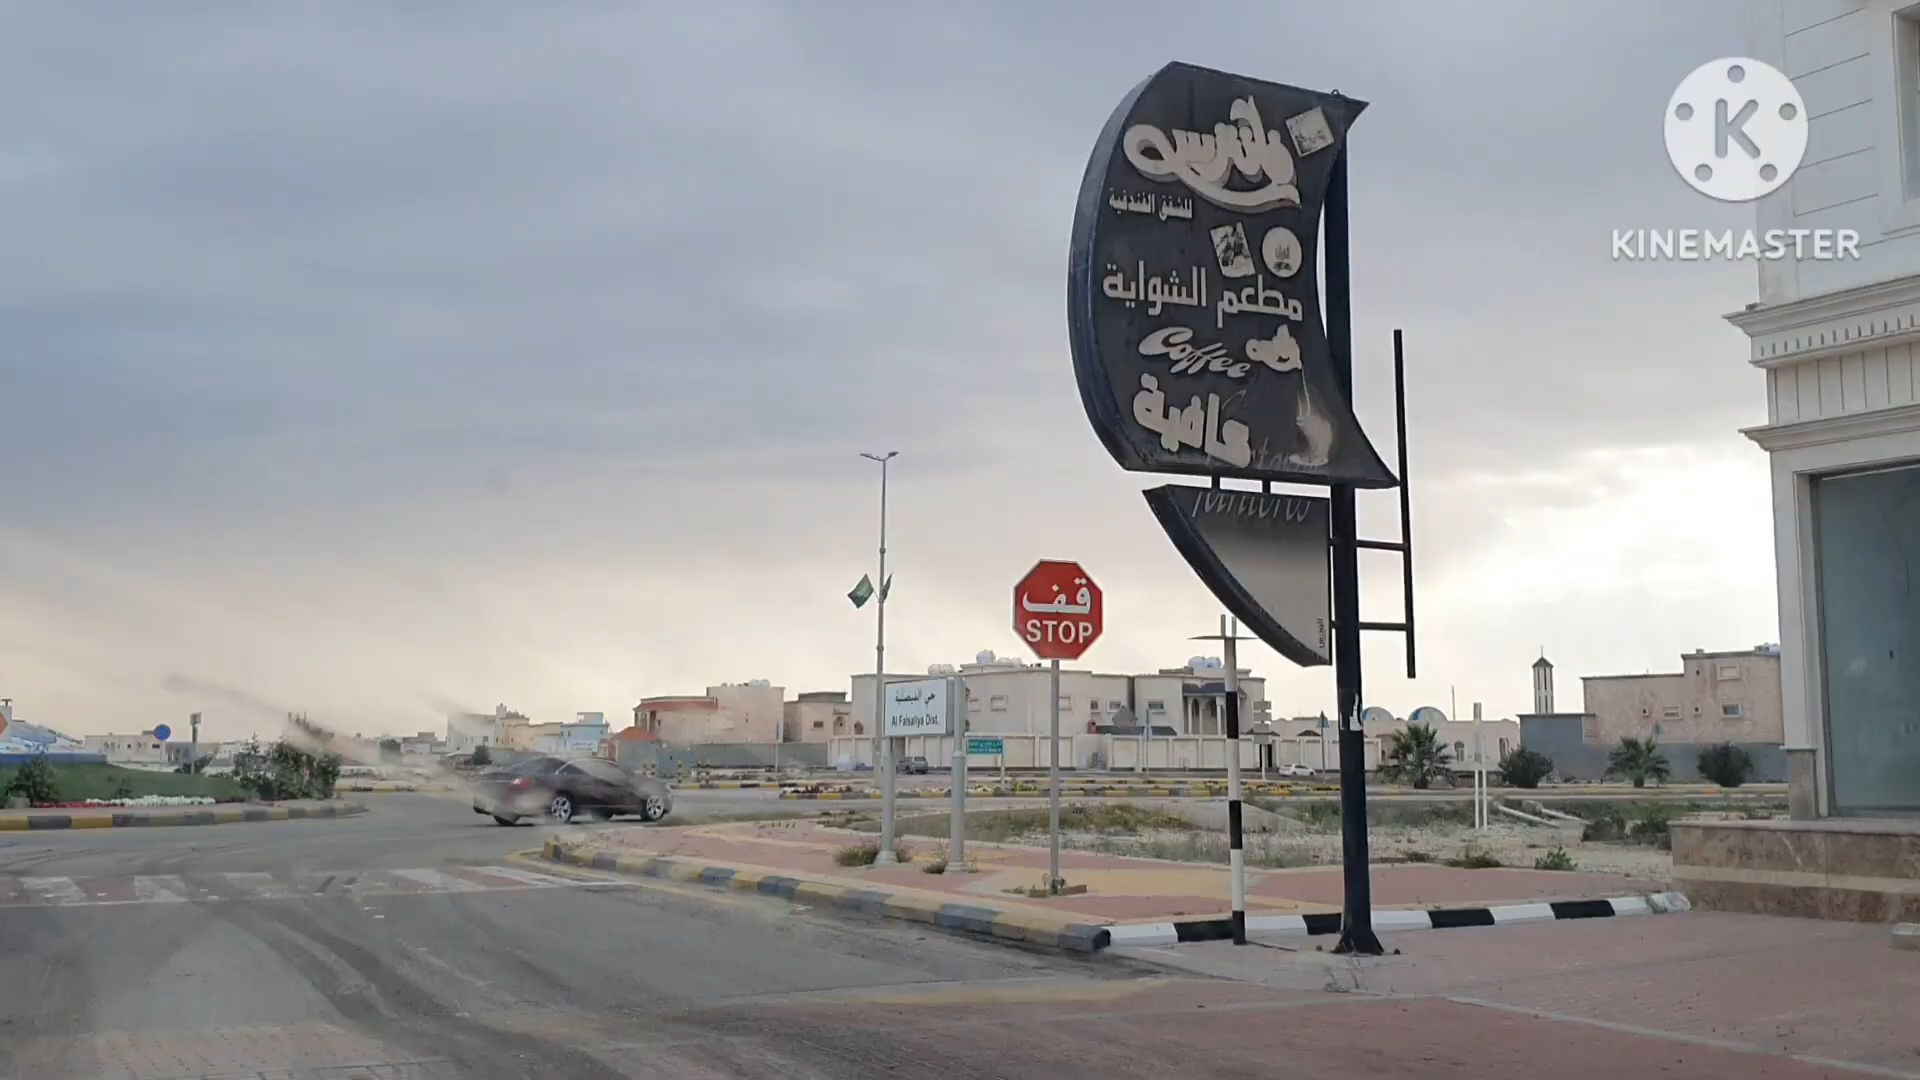 للشقق الفندقية
مطعم الشواية
Coffee
عافية
قف
STOP
حي الفيصلية
Al Faisaliya Dist.
K
KINEMASTER